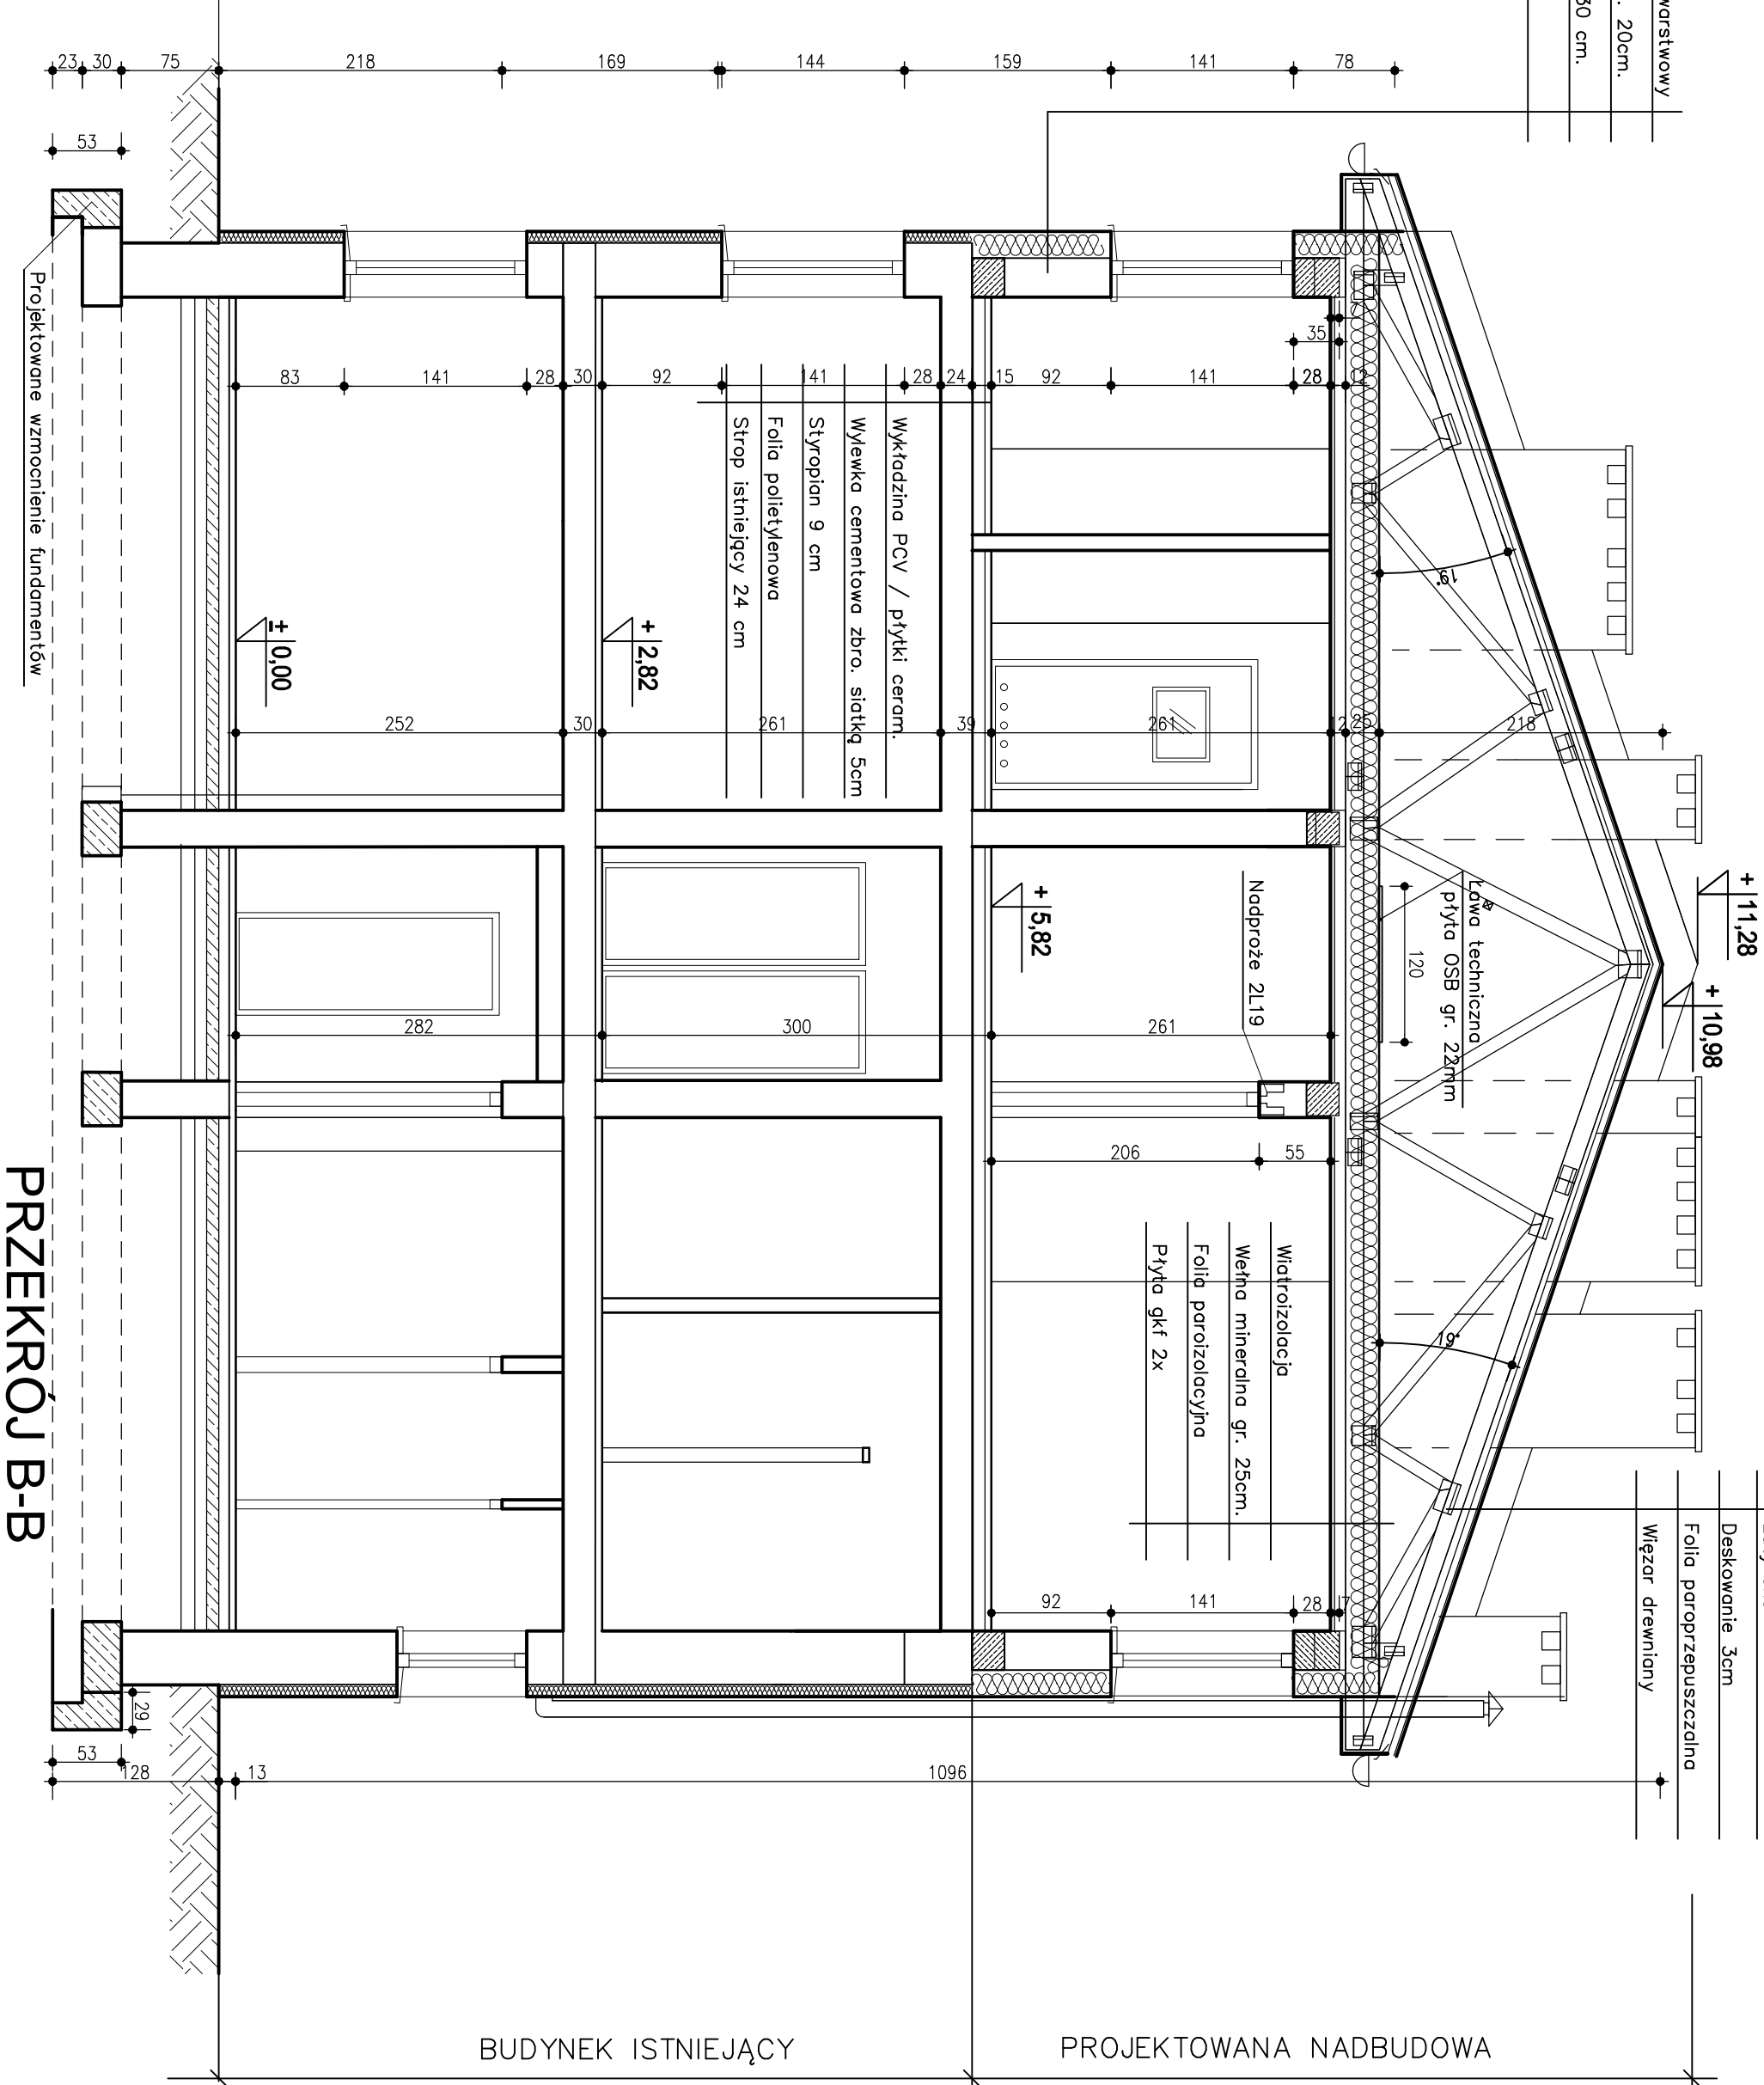 warstwowy
. 20cm.
30 cm.
78
141
159
144
169
218
75
30
23
53
+ 11,28
+ 10,98
218
19°
19°
Ława techniczna
płyta OSB gr. 22mm
120
Deskowanie 3cm
Folia paroprzepuszczalna
Więzar drewniany
Wiatroizolacja
Wełna mineralna gr. 25cm.
Folia paroizolacyjna
Płyta gkf 2x
Nadproże 2L19
35
12
28
141
92
15
24
28
141
92
30
28
141
83
12
25
261
39
261
30
252
261
300
282
55
206
7
28
141
92
+ 5,82
+ 2,82
± 0,00
Wykładzina PCV / płytki ceram.
Wylewka cementowa zbro. siatką 5cm
Styropian 9 cm
Folia polietylenowa
Strop istniejący 24 cm
Projektowane wzmocnienie fundamentów
29
53
128
13
1096
PRZEKRÓJ B-B
BUDYNEK ISTNIEJĄCY
PROJEKTOWANA NADBUDOWA